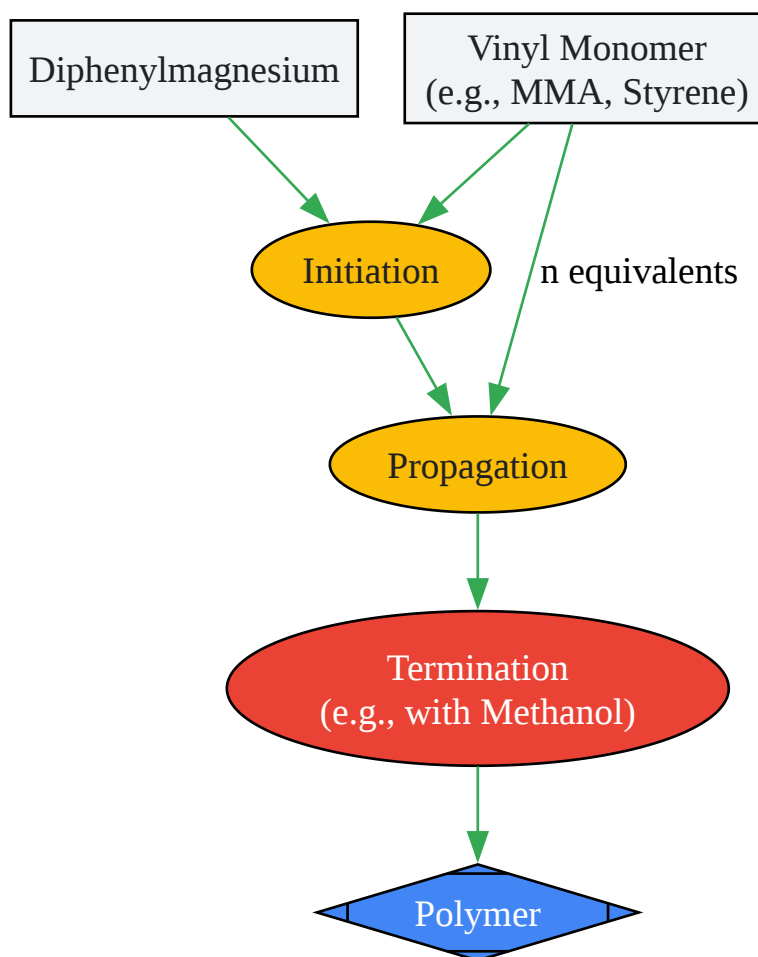 Diphenylmagnesium
Vinyl Monomer
(e.g., MMA, Styrene)
Initiation
n equivalents
Propagation
Termination
(e.g., with Methanol)
Polymer